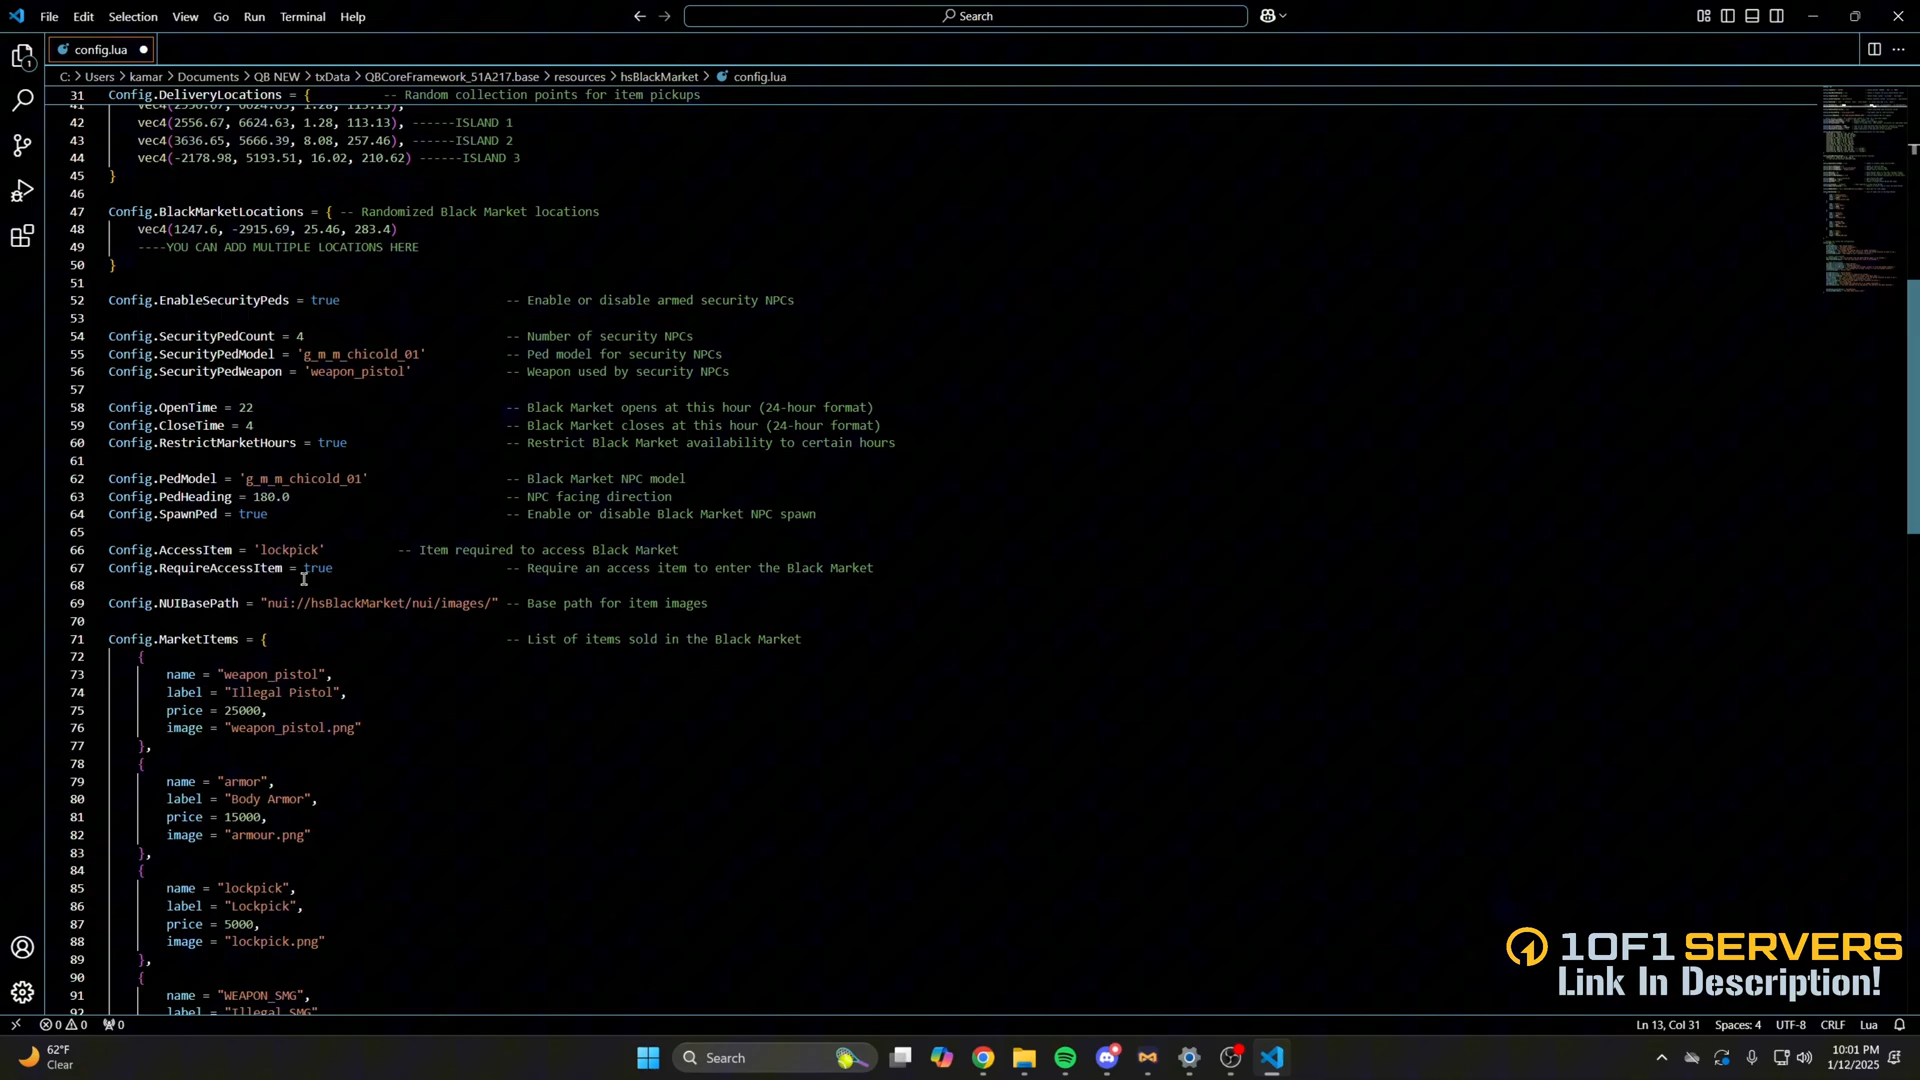 File Edit Selection View Go Run Terminal Help
Search
config.lua
C: > Users > kamar > Documents > QB NEW > txData > QBCoreFramework_51A217.base > resources > hsBlackMarket > config.lua
31 Config.DeliveryLocations = { -- Random collection points for item pickups
41 vec4(2556.67, 6624.63, 1.28, 113.13),
42 vec4(2556.67, 6624.63, 1.28, 113.13), ------ISLAND 1
43 vec4(3636.65, 5666.39, 8.08, 257.46), ------ISLAND 2
44 vec4(-2178.98, 5193.51, 16.02, 210.62) ------ISLAND 3
45 }
46
47 Config.BlackMarketLocations = { -- Randomized Black Market locations
48 vec4(1247.6, -2915.69, 25.46, 283.4)
49 ----YOU CAN ADD MULTIPLE LOCATIONS HERE
50 }
51
52 Config.EnableSecurityPeds = true -- Enable or disable armed security NPCs
53
54 Config.SecurityPedCount = 4 -- Number of security NPCs
55 Config.SecurityPedModel = 'g_m_m_chicold_01' -- Ped model for security NPCs
56 Config.SecurityPedWeapon = 'weapon_pistol' -- Weapon used by security NPCs
57
58 Config.OpenTime = 22 -- Black Market opens at this hour (24-hour format)
59 Config.CloseTime = 4 -- Black Market closes at this hour (24-hour format)
60 Config.RestrictMarketHours = true -- Restrict Black Market availability to certain hours
61
62 Config.PedModel = 'g_m_m_chicold_01' -- Black Market NPC model
63 Config.PedHeading = 180.0 -- NPC facing direction
64 Config.SpawnPed = true -- Enable or disable Black Market NPC spawn
65
66 Config.AccessItem = 'lockpick' -- Item required to access Black Market
67 Config.RequireAccessItem = true -- Require an access item to enter the Black Market
68
69 Config.NUIBasePath = "nui://hsBlackMarket/nui/images/" -- Base path for item images
70
71 Config.MarketItems = { -- List of items sold in the Black Market
72 {
73 name = "weapon_pistol",
74 label = "Illegal Pistol",
75 price = 25000,
76 image = "weapon_pistol.png"
77 },
78 {
79 name = "armor",
80 label = "Body Armor",
81 price = 15000,
82 image = "armour.png"
83 },
84 {
85 name = "lockpick",
86 label = "Lockpick",
87 price = 5000,
88 image = "lockpick.png"
89 },
90 {
91 name = "WEAPON_SMG",
92 label = "Illegal SMG"
1OF1 SERVERS
Link In Description!
0 0 0
Ln 13, Col 31 Spaces: 4 UTF-8 CRLF Lua
62°F
Clear
Search
10:01 PM
1/12/2025